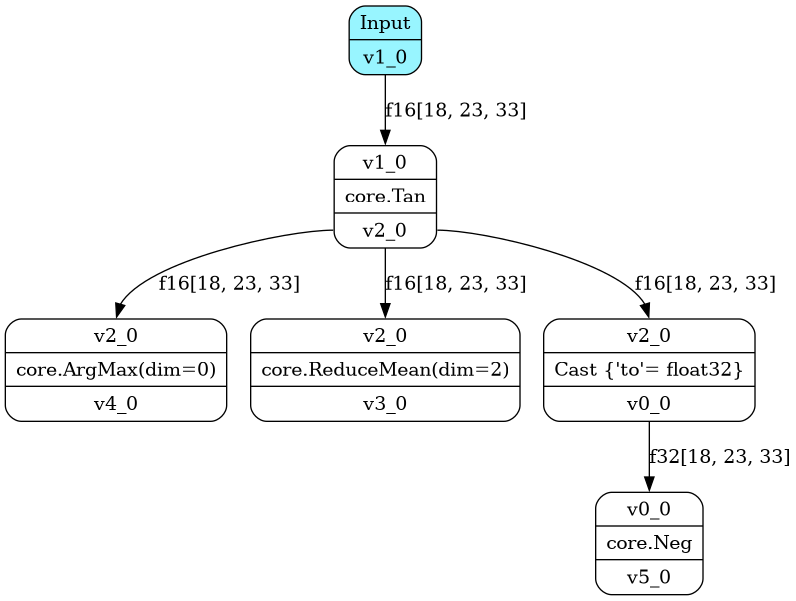 Input
v1_0
f16[18, 23, 33]
v1_0
core.Tan
v2_0
f16[18, 23, 33]
f16[18, 23, 33]
f16[18, 23, 33]
v2_0
core.ArgMax(dim=0)
v4_0
v2_0
core.ReduceMean(dim=2)
v3_0
v2_0
Cast {'to'= float32}
v0_0
f32[18, 23, 33]
v0_0
core.Neg
v5_0